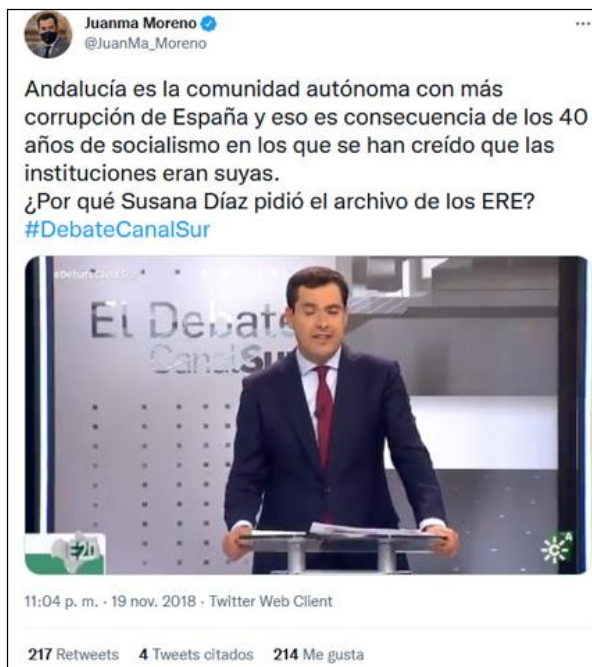 Juanma Moreno
@JuanMa_Moreno
Andalucía es la comunidad autónoma con más
corrupción de España y eso es consecuencia de los 40
años de socialismo en los que se han creído que las
instituciones eran suyas.
¿Por qué Susana Díaz pidió el archivo de los ERE?
#DebateCanalSur
#DebateCanalSur
El Debate
CanalSur
E2D
11:04 p. m. · 19 nov. 2018 · Twitter Web Client
217 Retweets 4 Tweets citados 214 Me gusta